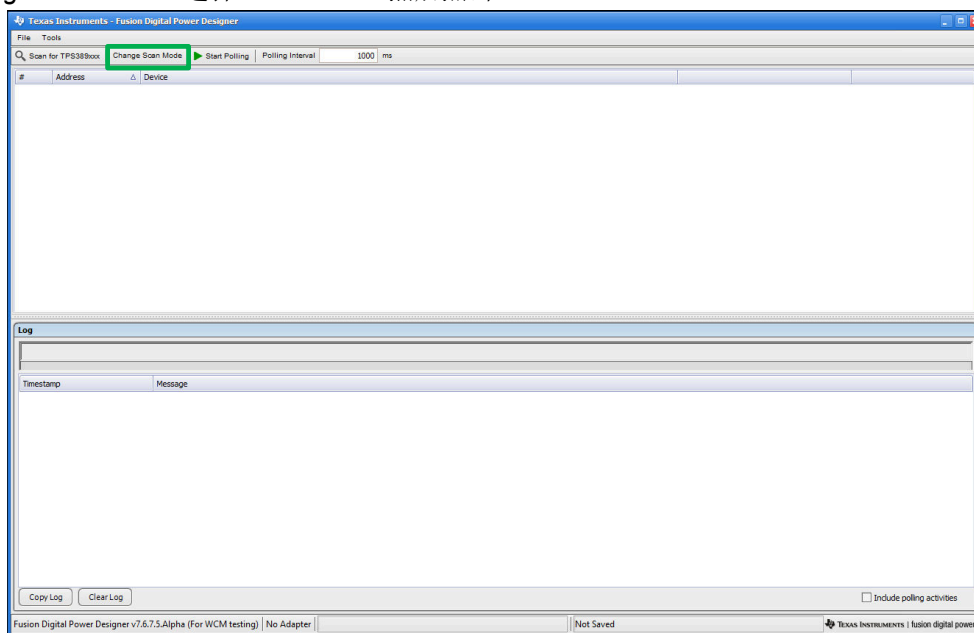 Texas Instruments - Fusion Digital Power Designer
File Tools
Scan for TPS389xxx Change Scan Mode Start Polling Polling Interval 1000 ms
# Address Device
Log
Timestamp Message
Copy Log Clear Log Include polling activities
Fusion Digital Power Designer v7.6.7.5.Alpha (For WCM testing) No Adapter Not Saved TEXAS INSTRUMENTS | fusion digital power